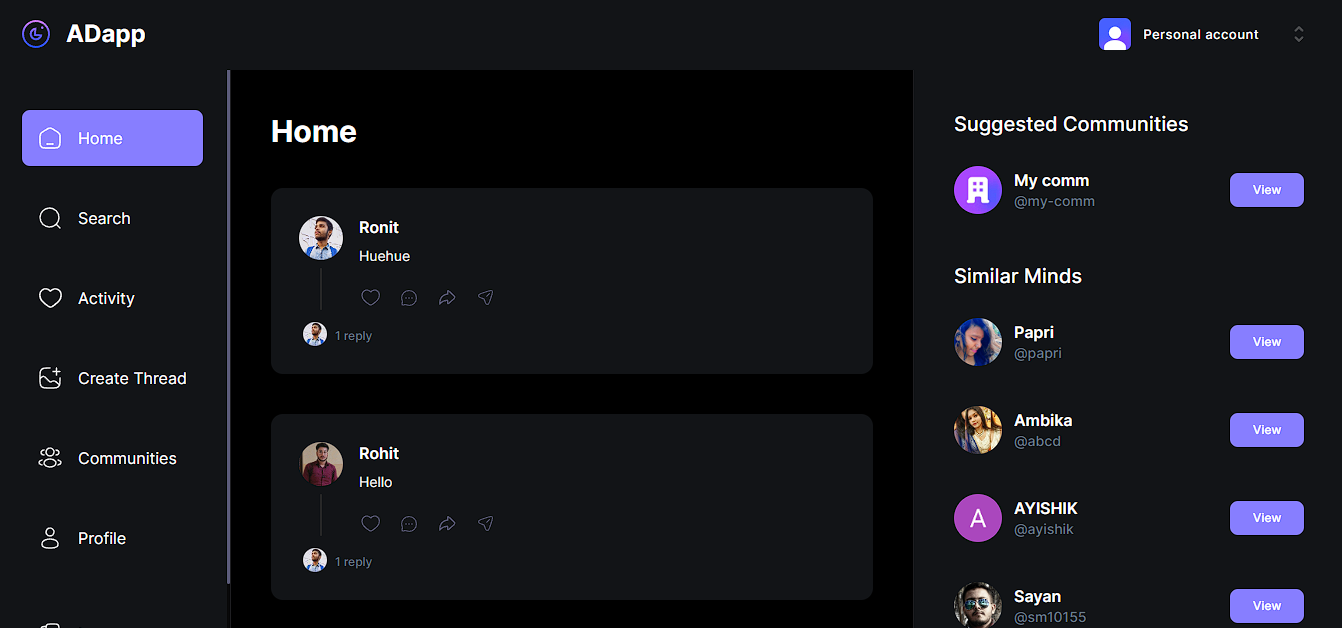 ADapp
Personal account
Home
Search
Activity
Create Thread
Communities
Profile
Home
Ronit
Huehue
1 reply
Rohit
Hello
1 reply
Suggested Communities
My comm
@my-comm
View
Similar Minds
Papri
@papri
View
Ambika
@abcd
View
A
AYISHIK
@ayishik
View
Sayan
@sm10155
View